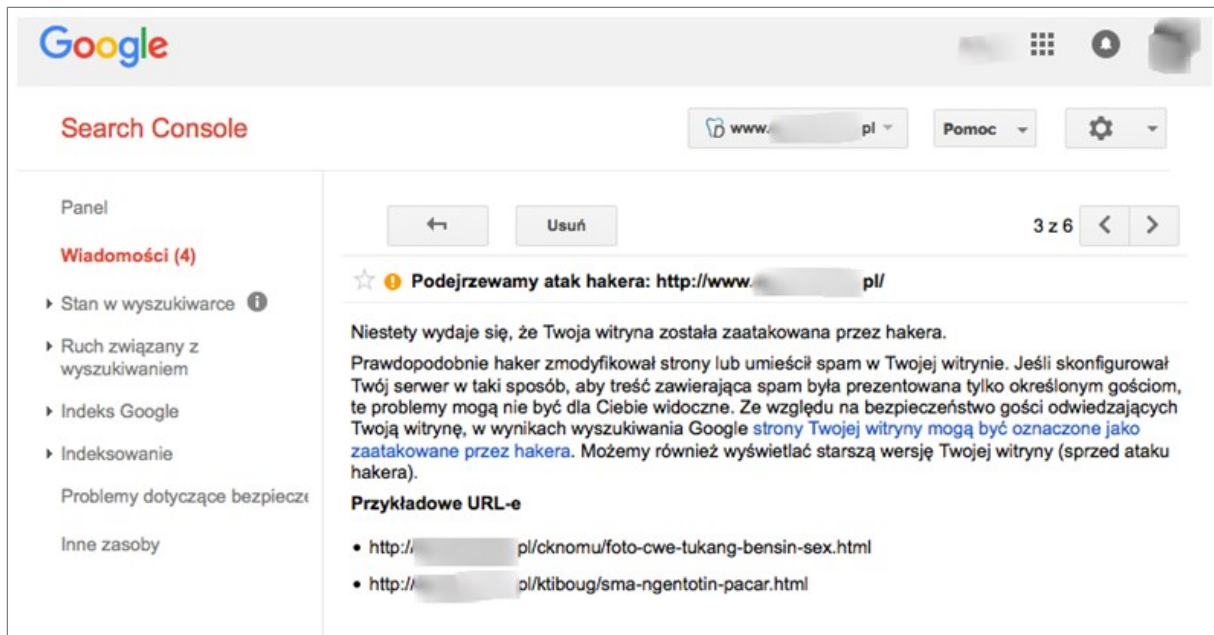 Google
Search Console
www. pl
Pomoc
Panel
Wiadomości (4)
Stan w wyszukiwarce
Ruch związany z
wyszukiwaniem
Indeks Google
Indeksowanie
Problemy dotyczące bezpiecze
Inne zasoby
Usuń
3 z 6
Podejrzewamy atak hakera: http://www. pl/
Niestety wydaje się, że Twoja witryna została zaatakowana przez hakera.
Prawdopodobnie haker zmodyfikował strony lub umieścił spam w Twojej witrynie. Jeśli skonfigurował
Twój serwer w taki sposób, aby treść zawierająca spam była prezentowana tylko określonym gościom,
te problemy mogą nie być dla Ciebie widoczne. Ze względu na bezpieczeństwo gości odwiedzających
Twoją witrynę, w wynikach wyszukiwania Google strony Twojej witryny mogą być oznaczone jako
zaatakowane przez hakera. Możemy również wyświetlać starszą wersję Twojej witryny (sprzed ataku
hakera).
Przykładowe URL-e
• http:// pl/cknomu/foto-cwe-tukang-bensin-sex.html
• http:// pl/ktiboug/sma-ngentotin-pacar.html